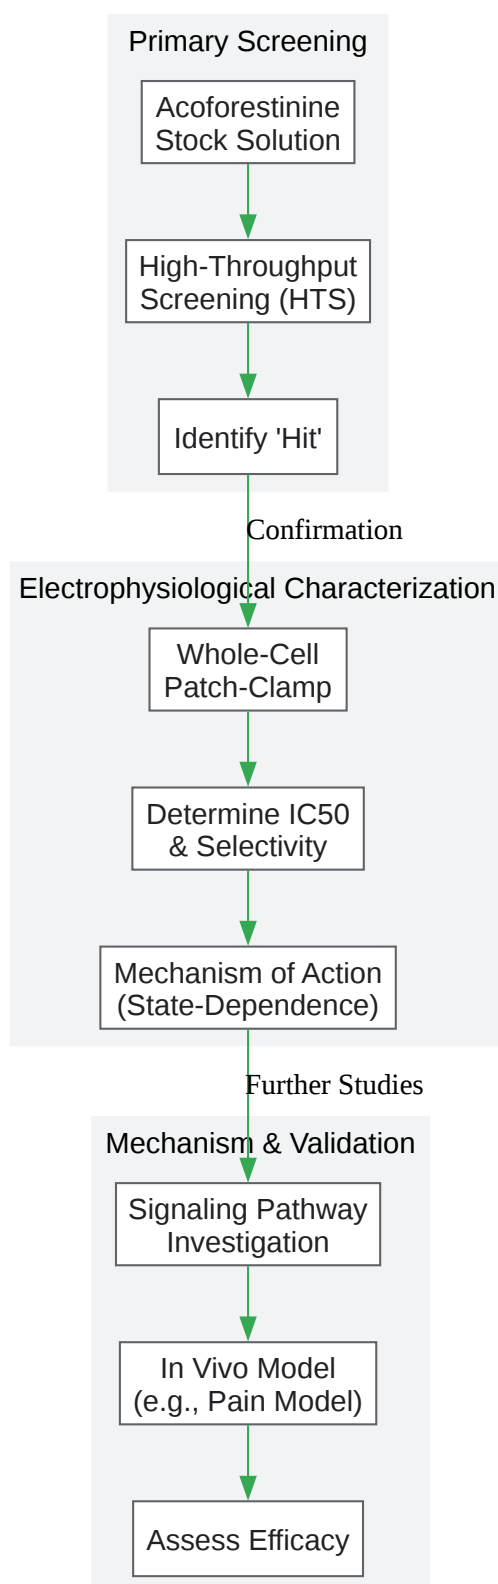 Primary Screening
Acoforestinine
Stock Solution
High-Throughput
Screening (HTS)
Identify 'Hit'
Confirmation
Electrophysiological Characterization
Whole-Cell
Patch-Clamp
Determine IC50
& Selectivity
Mechanism of Action
(State-Dependence)
Further Studies
Mechanism & Validation
Signaling Pathway
Investigation
In Vivo Model
(e.g., Pain Model)
Assess Efficacy